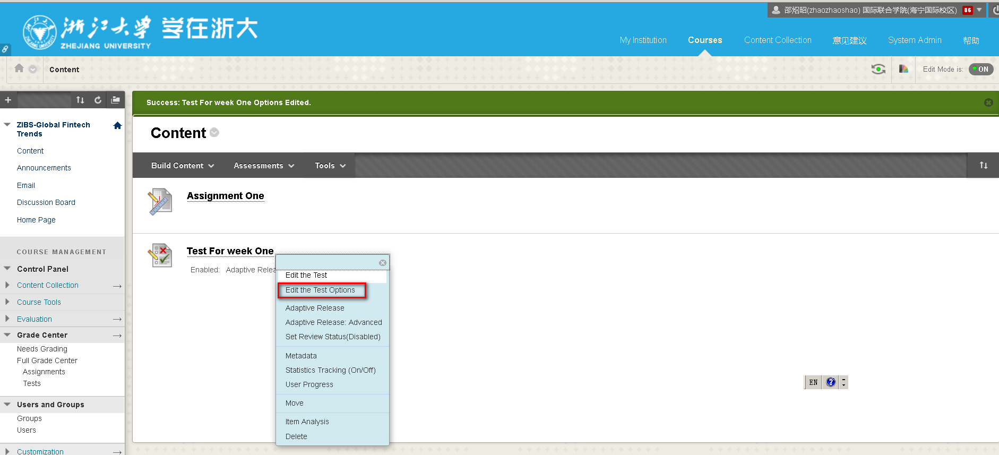 邵炤昭(zhaozhaoshao) 国际联合学院(海宁国际校区) 86
浙江大学 学在浙大
ZHEJIANG UNIVERSITY
My Institution Courses Content Collection 意见建议 System Admin 帮助
Content
Edit Mode is: ON
Success: Test For week One Options Edited.
ZIBS-Global Fintech
Trends
Content
Announcements
Email
Discussion Board
Home Page
COURSE MANAGEMENT
Control Panel
Content Collection
Course Tools
Evaluation
Grade Center
Needs Grading
Full Grade Center
Assignments
Tests
Users and Groups
Groups
Users
Customization
Content
Build Content Assessments Tools
Assignment One
Test For week One
Enabled: Adaptive Relea
Edit the Test
Edit the Test Options
Adaptive Release
Adaptive Release: Advanced
Set Review Status(Disabled)
Metadata
Statistics Tracking (On/Off)
User Progress
Move
Item Analysis
Delete
EN